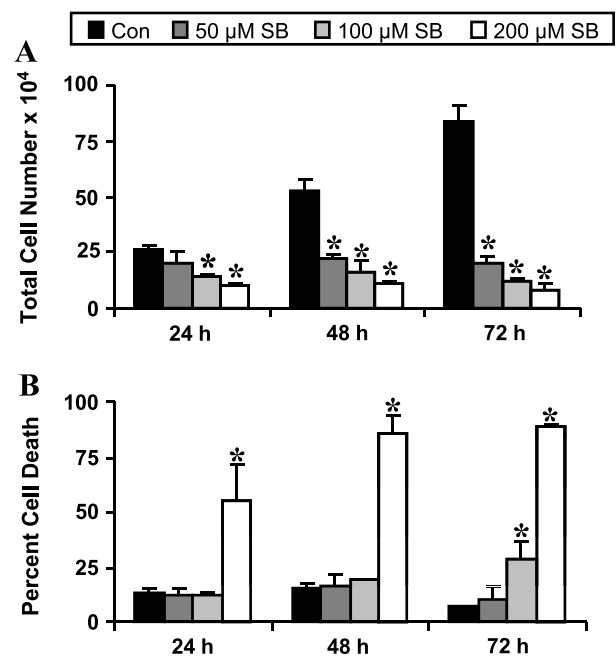 Con 50 µM SB 100 µM SB 200 µM SB
A
Total Cell Number x 10⁴
100
75
50
25
0
* * * * * * * *
24 h 48 h 72 h
B
Percent Cell Death
100
75
50
25
0
* * * *
24 h 48 h 72 h